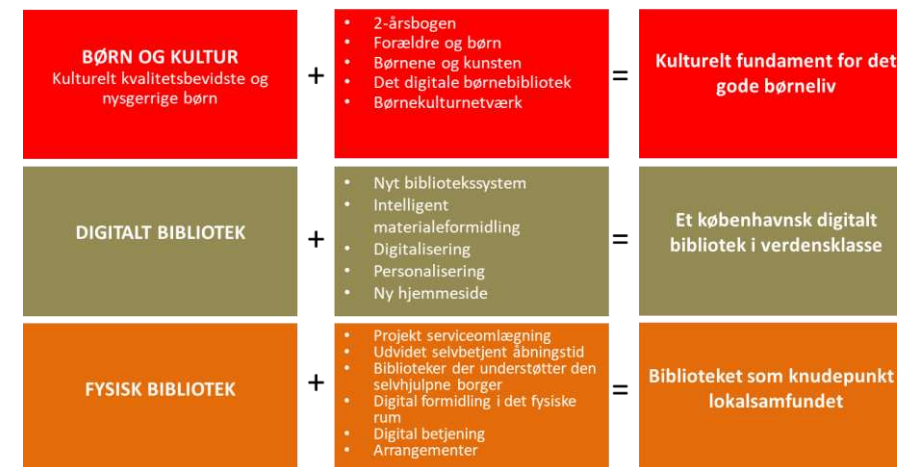 BØRN OG KULTUR
Kulturelt kvalitetsbevidste og
nysgerrige børn
+
• 2-årsbogen
• Forældre og børn
• Børnene og kunsten
• Det digitale børnebibliotek
• Børnekulturnetværk
=
Kulturelt fundament for det
gode børneliv
DIGITALT BIBLIOTEK
+
• Nyt bibliotekssystem
• Intelligent
materialeformidling
• Digitalisering
• Personalisering
• Ny hjemmeside
=
Et københavnsk digitalt
bibliotek i verdensklasse
FYSISK BIBLIOTEK
+
• Projekt serviceomlægning
• Udvidet selvbetjent åbningstid
• Biblioteker der understøtter den
selvhjulpne borger
• Digital formidling i det fysiske
rum
• Digital betjening
• Arrangementer
=
Biblioteket som knudepunkt
lokalsamfundet